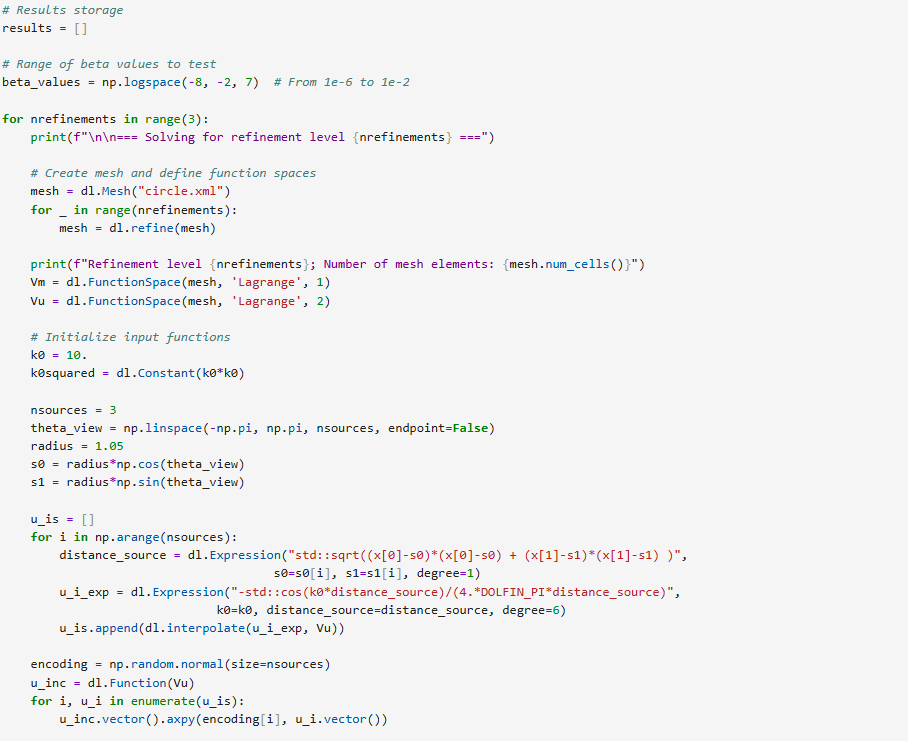 # Results storage
results = []
# Range of beta values to test
beta_values = np.logspace(-8, -2, 7)  # From 1e-6 to 1e-2
for nrefinements in range(3):
    print(f"\n\n=== Solving for refinement level {nrefinements} ===")
    # Create mesh and define function spaces
    mesh = dl.Mesh("circle.xml")
    for _ in range(nrefinements):
        mesh = dl.refine(mesh)
    print(f"Refinement level {nrefinements}; Number of mesh elements: {mesh.num_cells()}")
    Vm = dl.FunctionSpace(mesh, 'Lagrange', 1)
    Vu = dl.FunctionSpace(mesh, 'Lagrange', 2)
    # Initialize input functions
    k0 = 10.
    k0squared = dl.Constant(k0*k0)
    nsources = 3
    theta_view = np.linspace(-np.pi, np.pi, nsources, endpoint=False)
    radius = 1.05
    s0 = radius*np.cos(theta_view)
    s1 = radius*np.sin(theta_view)
    u_is = []
    for i in np.arange(nsources):
        distance_source = dl.Expression("std::sqrt((x[0]-s0)*(x[0]-s0) + (x[1]-s1)*(x[1]-s1) )",
                                     s0=s0[i], s1=s1[i], degree=1)
        u_i_exp = dl.Expression("-std::cos(k0*distance_source)/(4.*DOLFIN_PI*distance_source)",
                             k0=k0, distance_source=distance_source, degree=6)
        u_is.append(dl.interpolate(u_i_exp, Vu))
    encoding = np.random.normal(size=nsources)
    u_inc = dl.Function(Vu)
    for i, u_i in enumerate(u_is):
        u_inc.vector().axpy(encoding[i], u_i.vector())